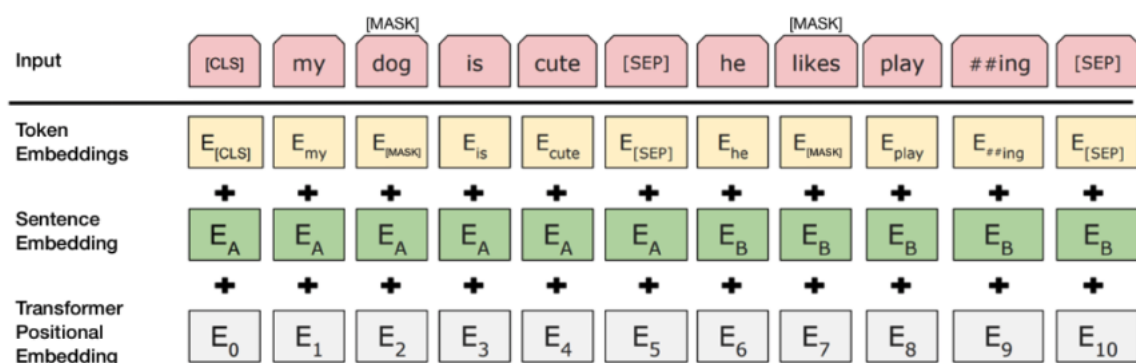 [MASK] [MASK]
Input [CLS] my dog is cute [SEP] he likes play ##ing [SEP]
Token
Embeddings
E[CLS] Emy E[MASK] Eis Ecute E[SEP] Ehe E[MASK] Eplay E##ing E[SEP]
+ + + + + + + + + + +
Sentence
Embedding
EA EA EA EA EA EA EB EB EB EB EB
+ + + + + + + + + + +
Transformer
Positional
Embedding
E0 E1 E2 E3 E4 E5 E6 E7 E8 E9 E10